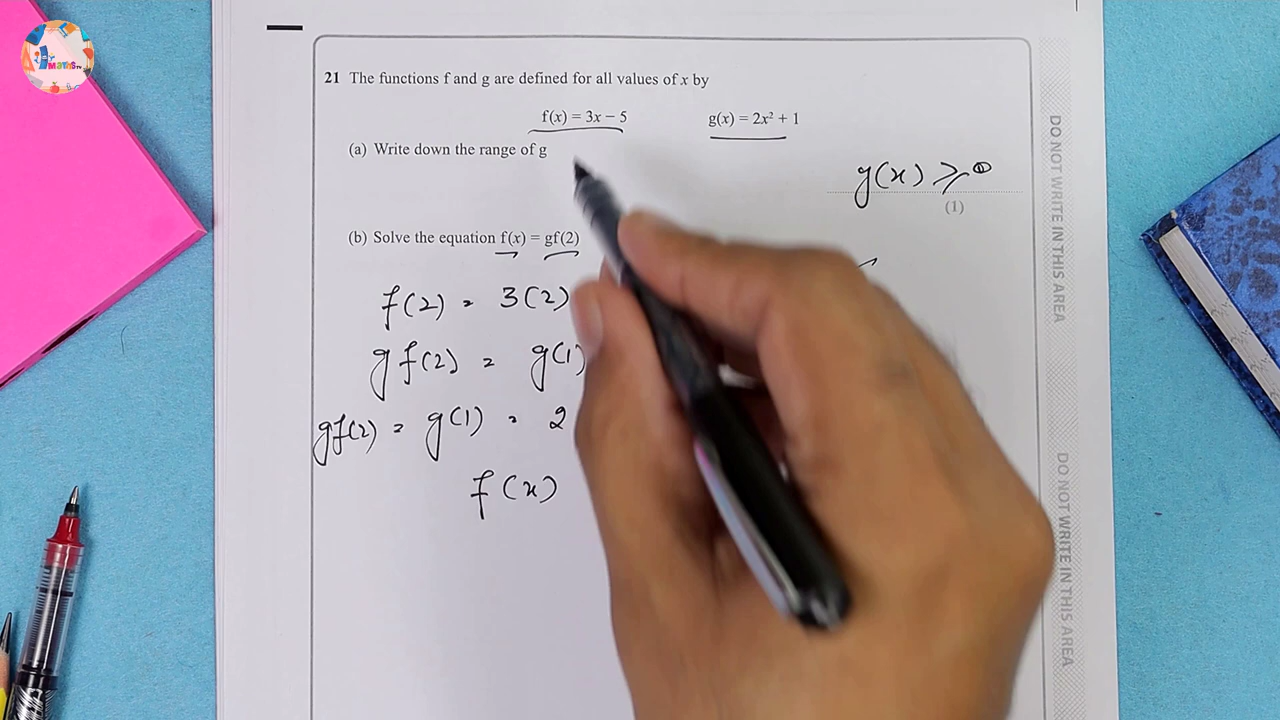 MATHS TV
21 The functions f and g are defined for all values of x by
f(x) = 3x − 5 g(x) = 2x² + 1
(a) Write down the range of g
g(x) ⩾ 1
(1)
Solve the equation f(x) = gf(2)
f(2) = 3(2)
gf(2) = g(1)
gf(2) = g(1) = 2
f(x)
DO NOT WRITE IN THIS AREA
DO NOT WRITE IN THIS AREA